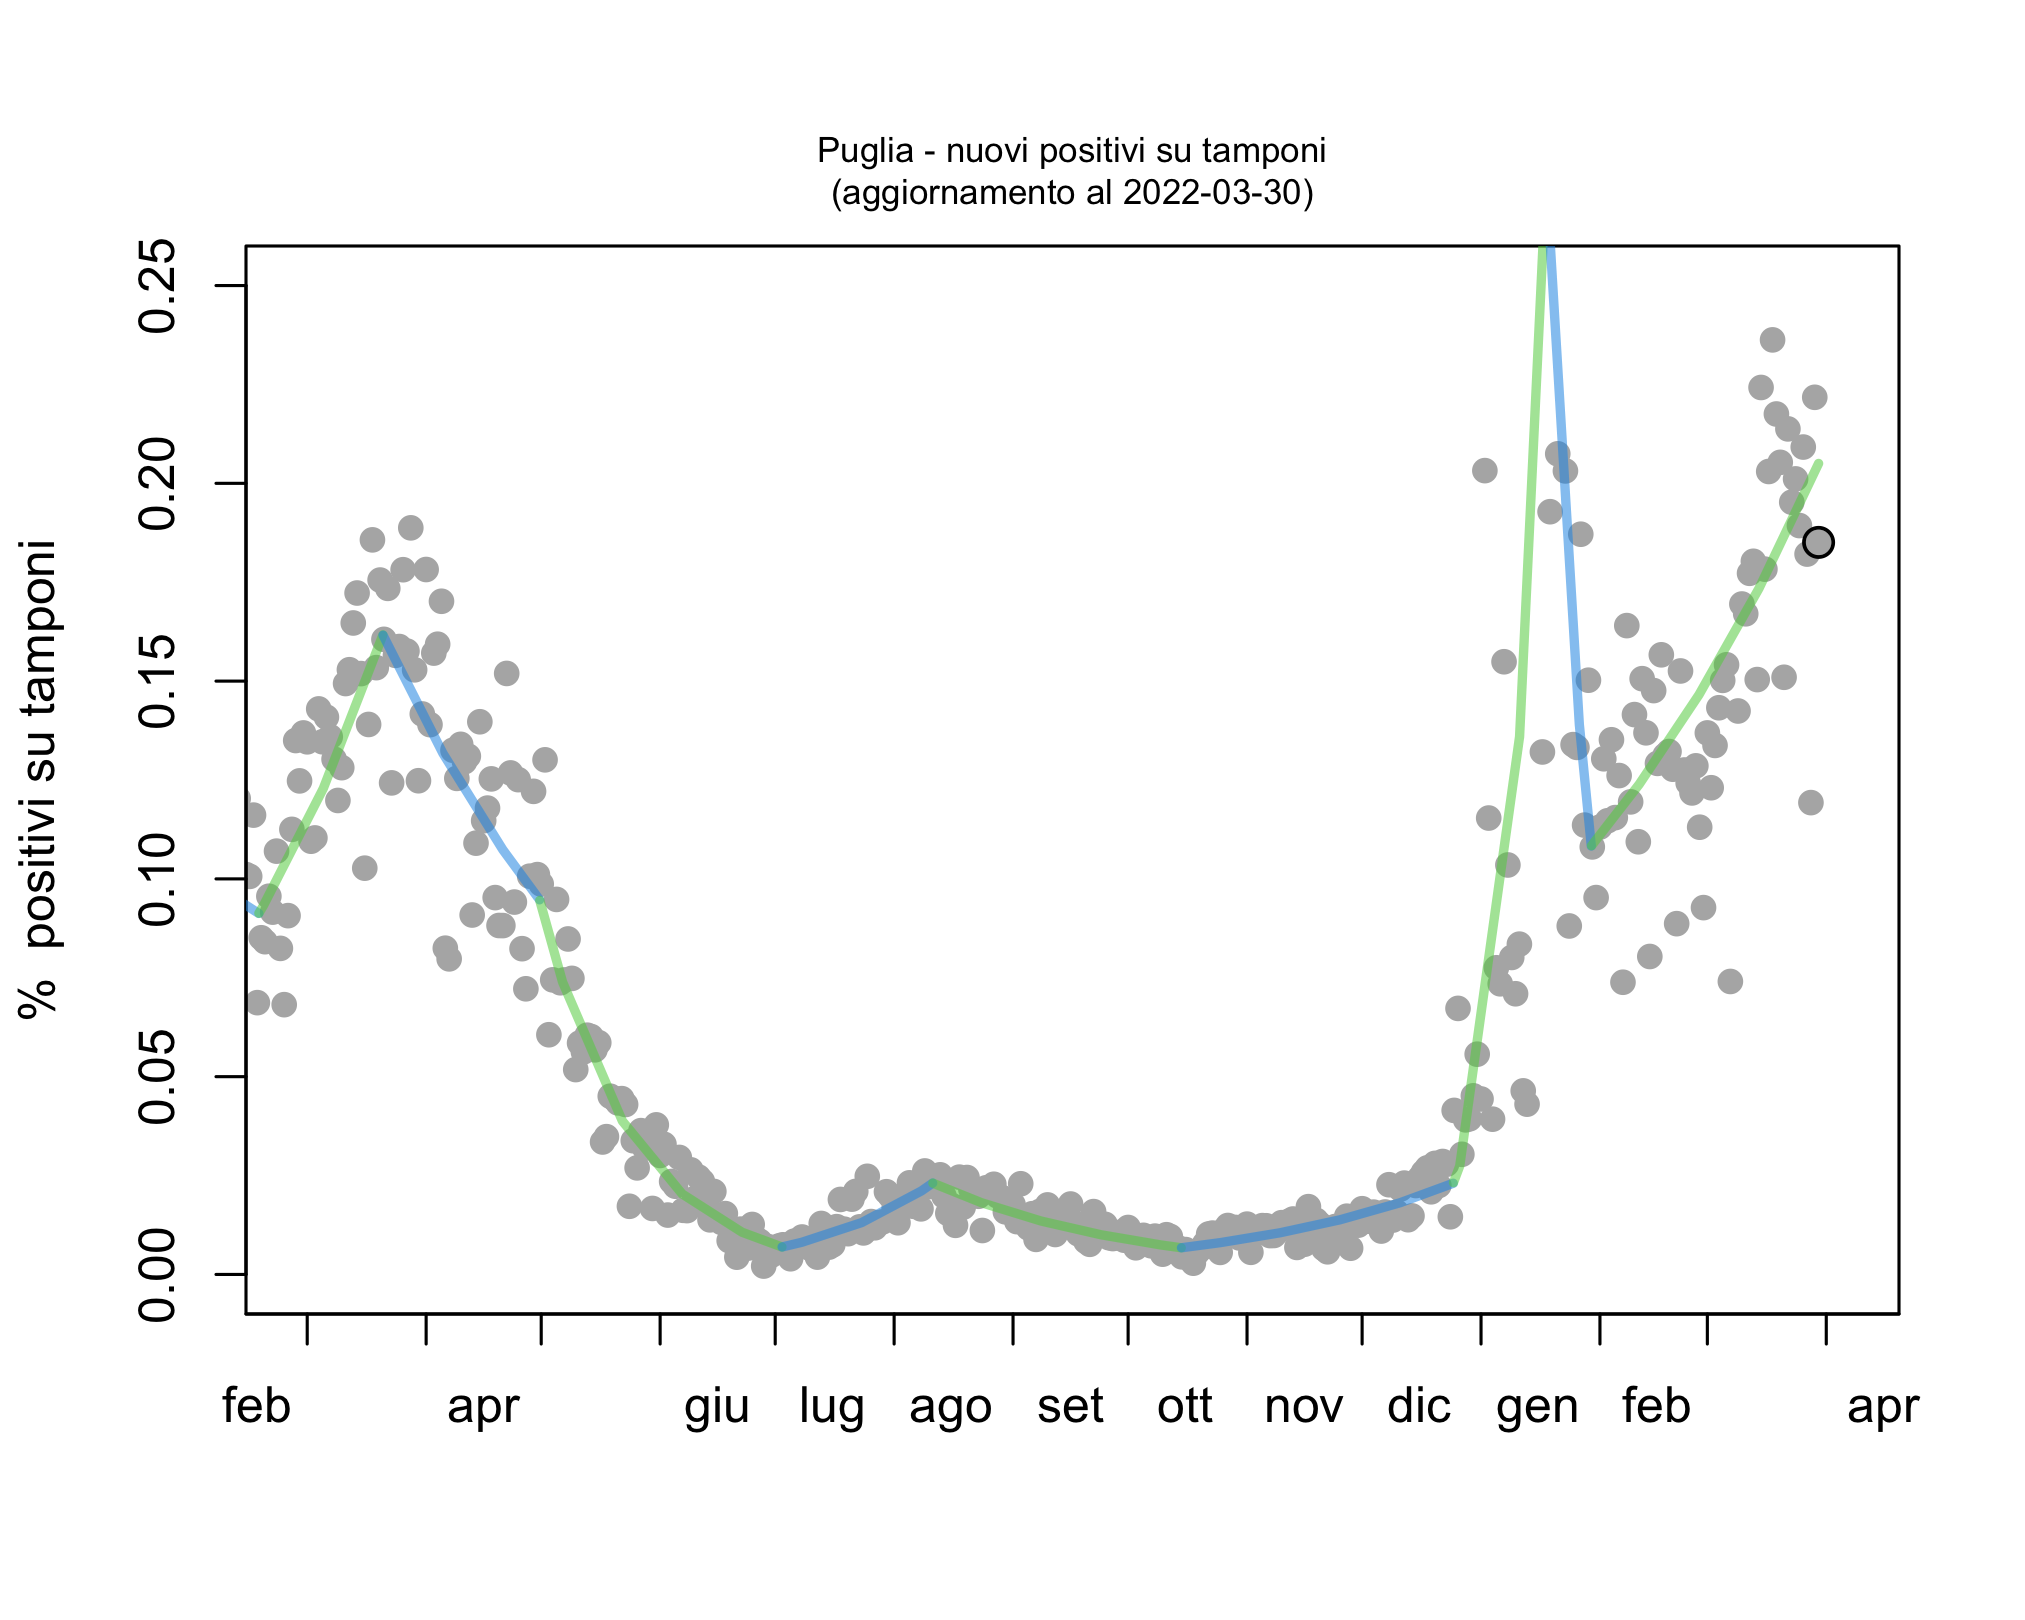 Puglia - nuovi positivi su tamponi
(aggiornamento al 2022-03-30)
% positivi su tamponi
0.25
0.20
0.15
0.10
0.05
0.00
feb apr giu lug ago set ott nov dic gen feb apr